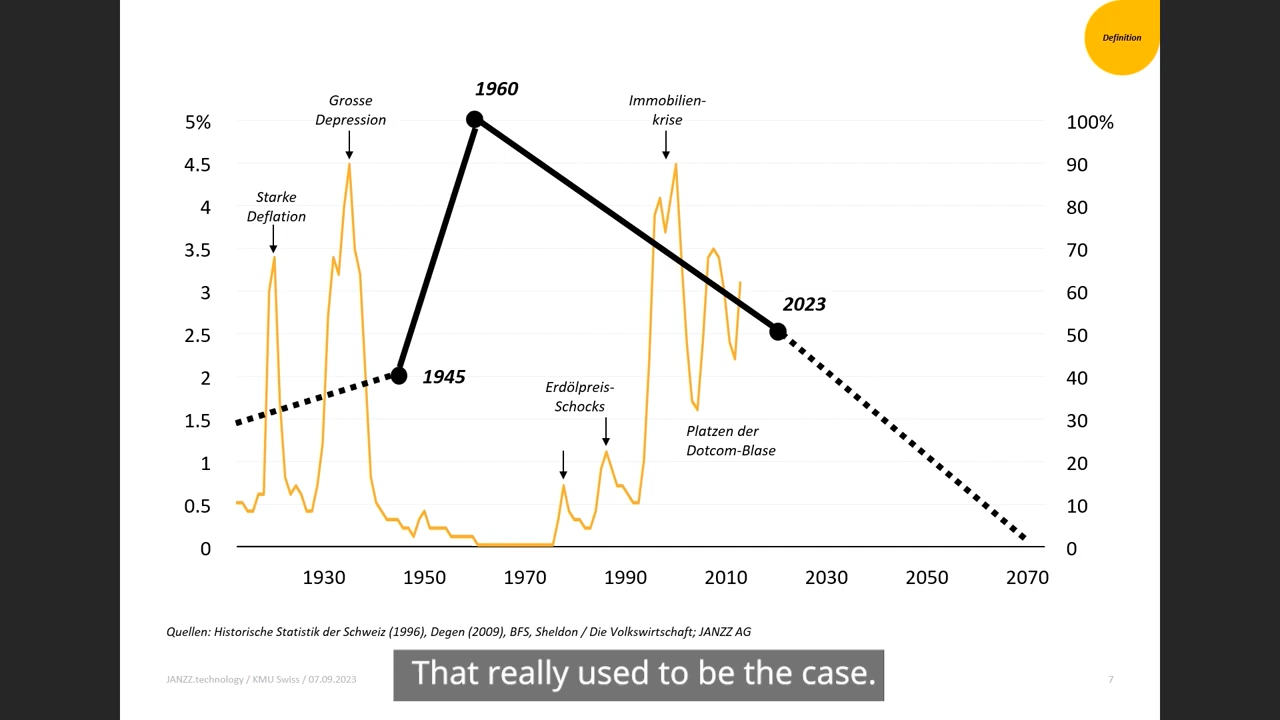 Definition
1960
Grosse
Depression
Immobilien-
krise
5%
100%
4.5
90
Starke
Deflation
4
80
3.5
70
3
60
2023
2.5
50
2
1945
40
Erdölpreis-
Schocks
1.5
30
Platzen der
Dotcom-Blase
1
20
0.5
10
0
0
1930 1950 1970 1990 2010 2030 2050 2070
Quellen: Historische Statistik der Schweiz (1996), Degen (2009), BFS, Sheldon / Die Volkswirtschaft; JANZZ AG
That really used to be the case.
JANZZ.technology / KMU Swiss / 07.09.2023
7